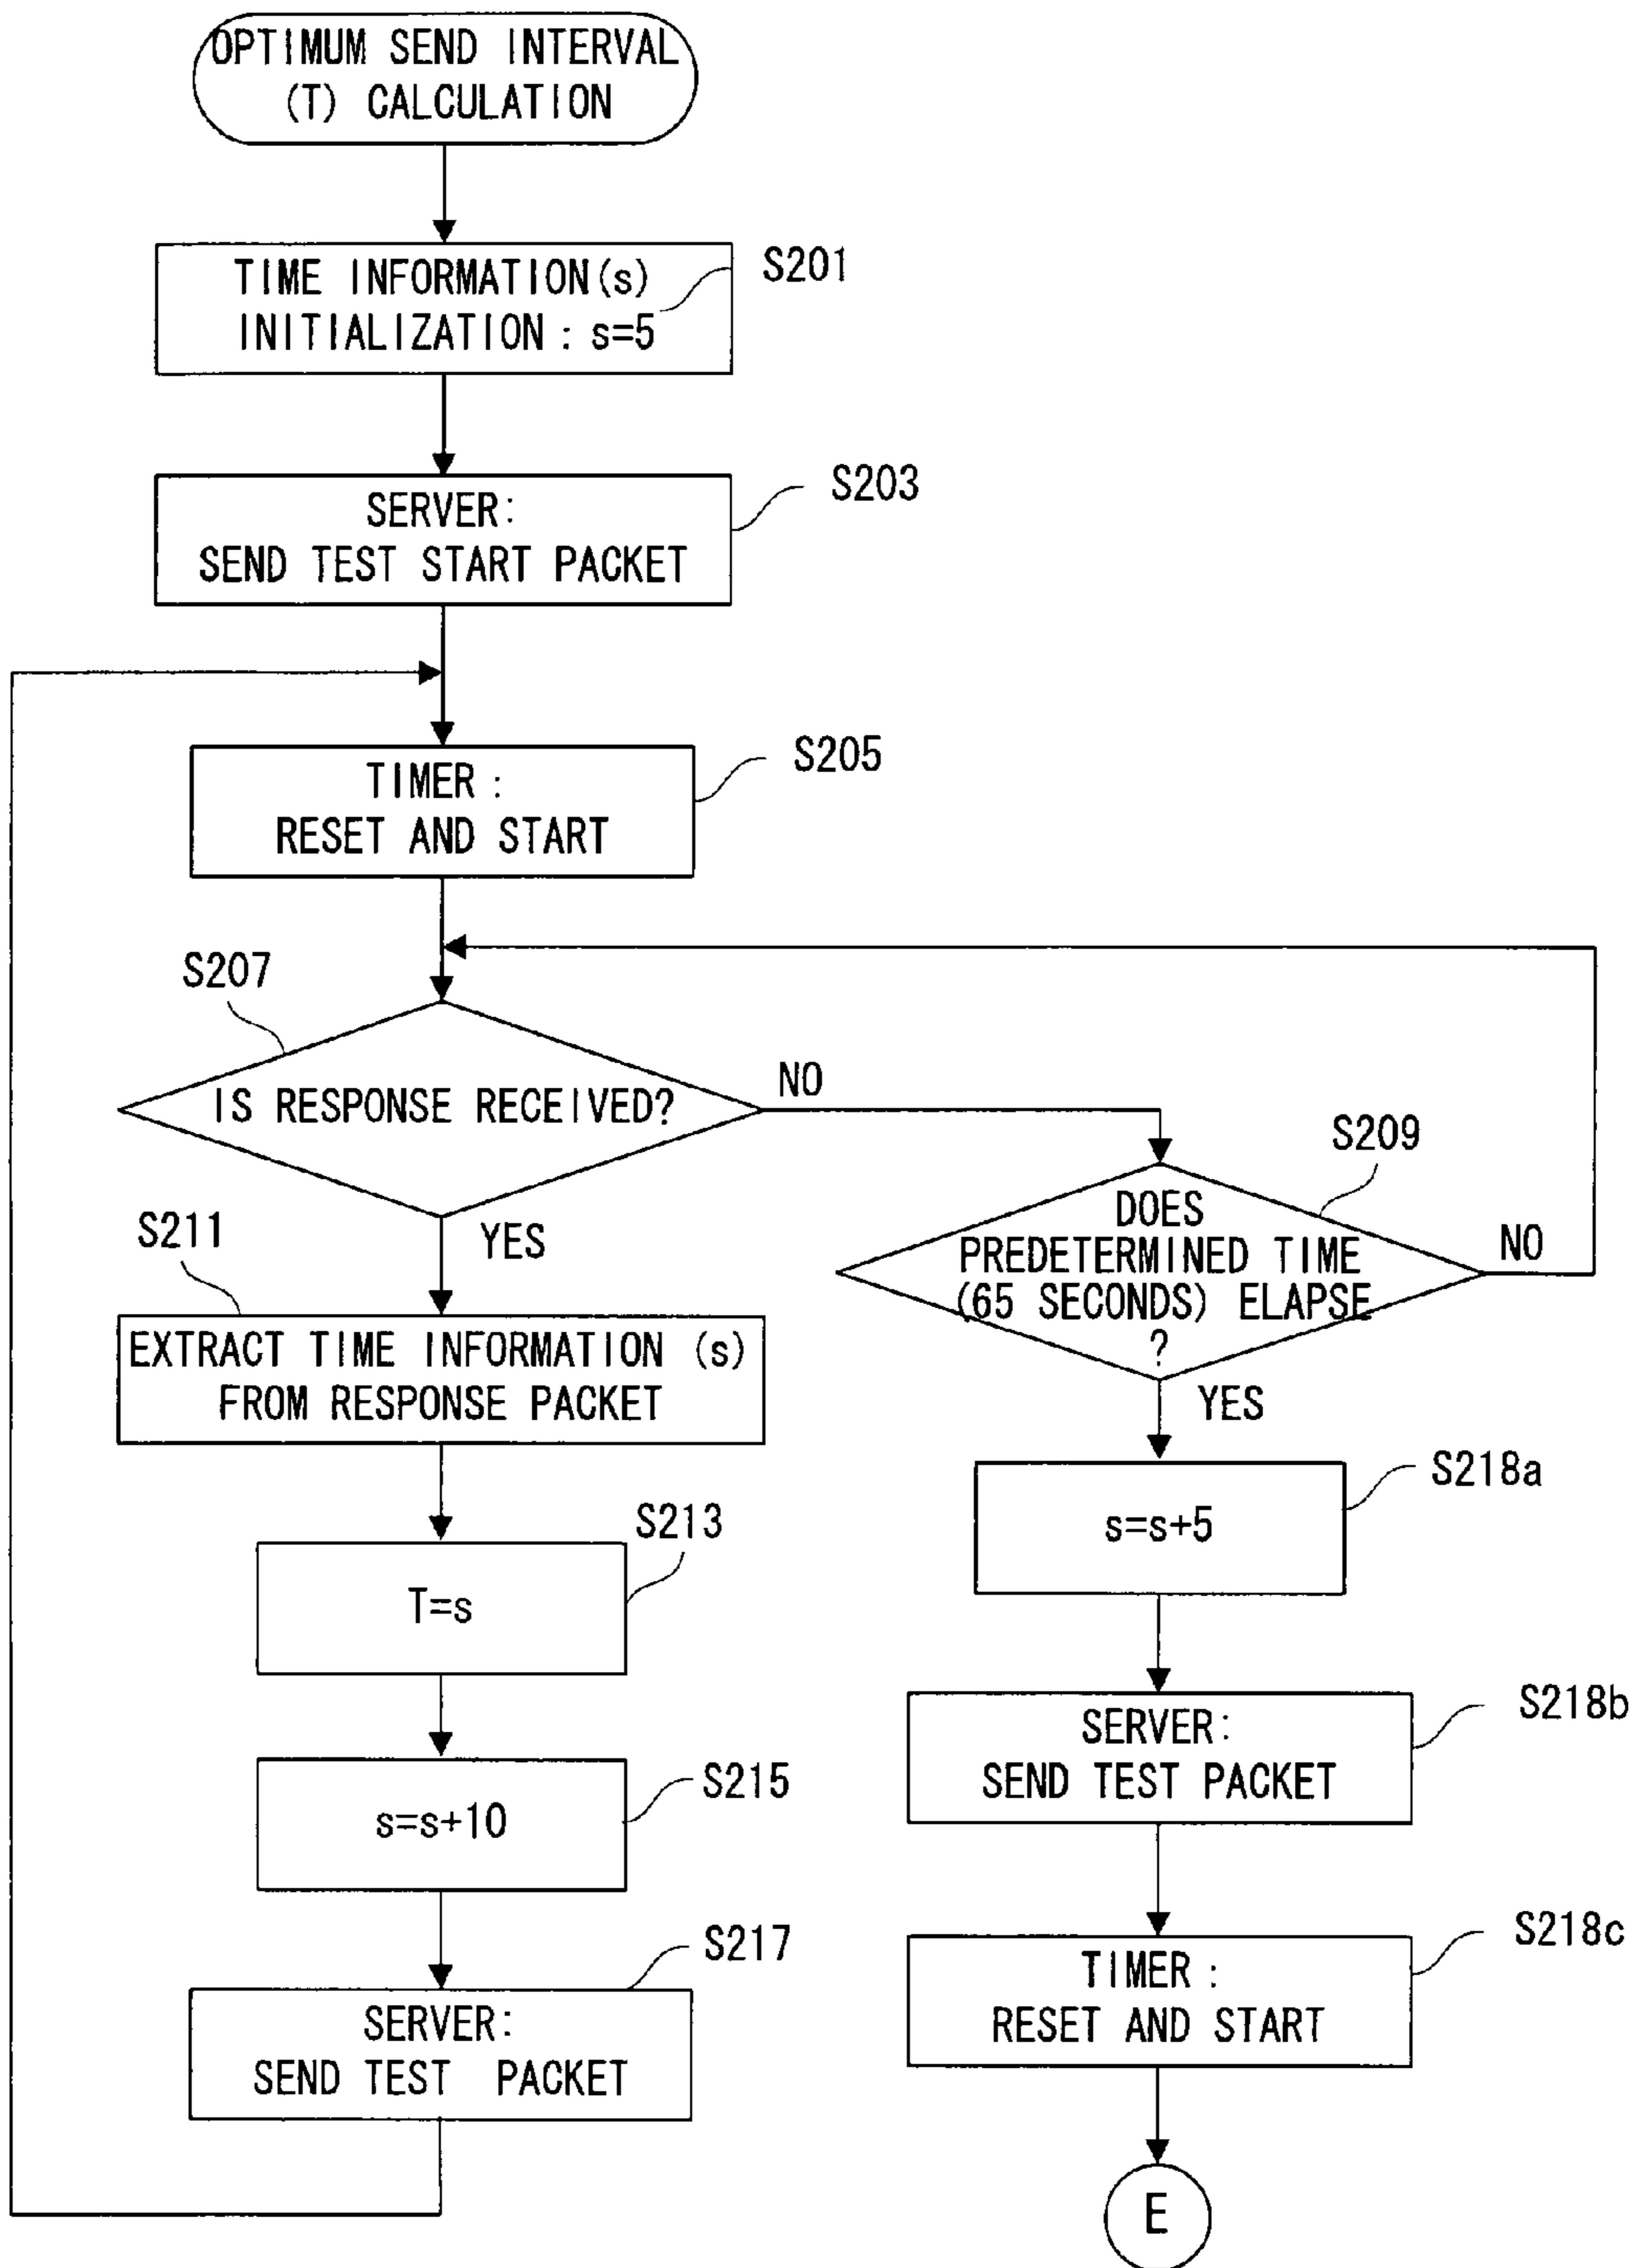 OPTIMUM SEND INTERVAL
(T) CALCULATION
TIME INFORMATION(s)
INITIALIZATION : s=5
S201
SERVER:
SEND TEST START PACKET
S203
TIMER :
RESET AND START
S205
S207
IS RESPONSE RECEIVED?
NO
YES
S209
DOES
PREDETERMINED TIME
(65 SECONDS) ELAPSE
?
NO
YES
S211
EXTRACT TIME INFORMATION (s)
FROM RESPONSE PACKET
S213
T=s
S215
s=s+10
S217
SERVER:
SEND TEST PACKET
S218a
s=s+5
S218b
SERVER:
SEND TEST PACKET
S218c
TIMER :
RESET AND START
E